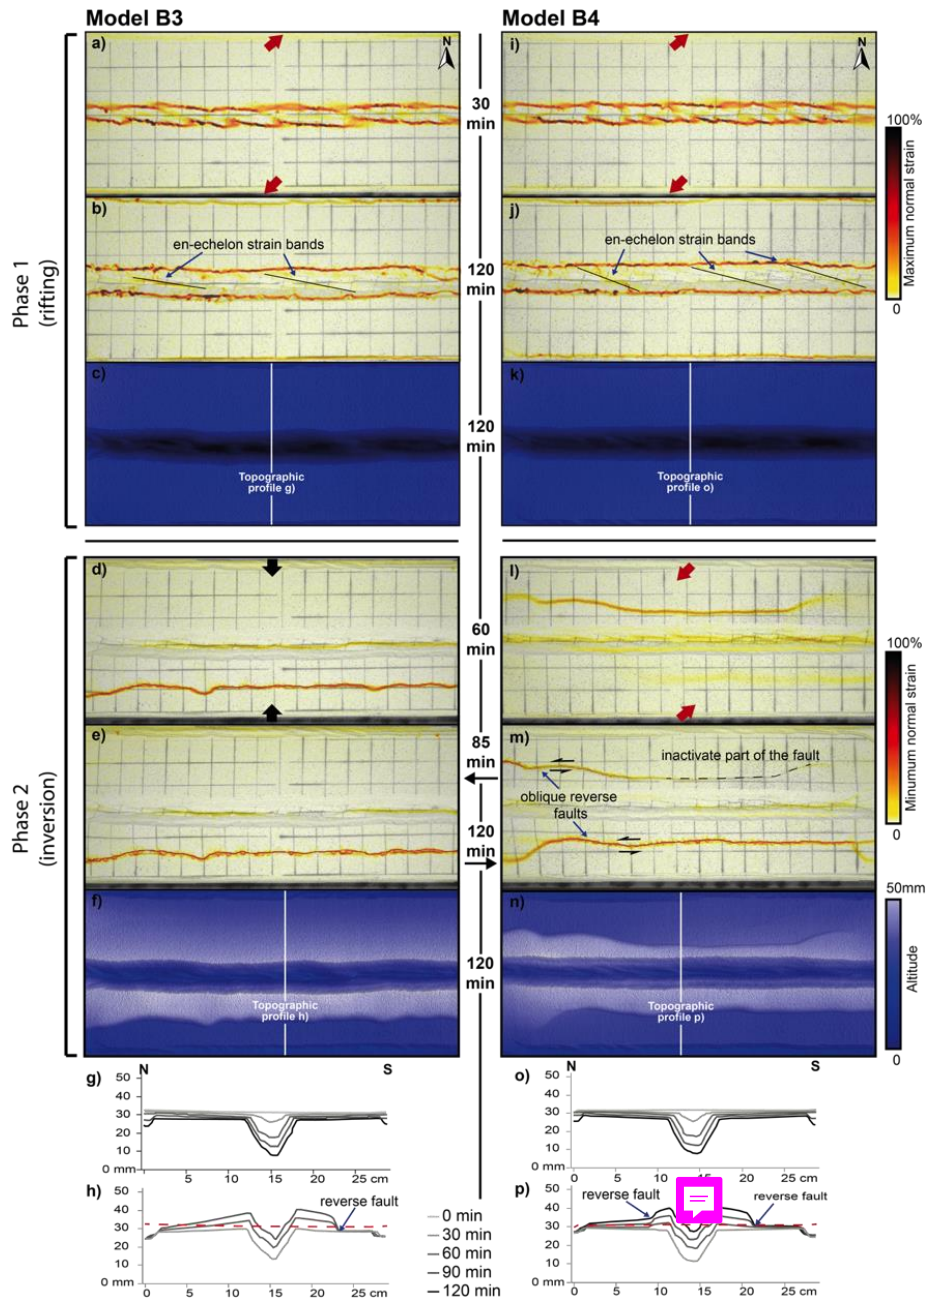 Model B3
Model B4
Phase 1
(rifting)
a)
N
30
min
i)
N
b)
en-echelon strain bands
120
min
j)
en-echelon strain bands
100%
Maximum normal strain
0
c)
Topographic
profile g)
120
min
k)
Topographic
profile o)
Phase 2
(inversion)
d)
60
min
l)
e)
85
min
120
min
m)
inactivate part of the fault
oblique reverse
faults
100%
Minumum normal strain
0
f)
Topographic
profile h)
120
min
n)
Topographic
profile p)
50mm
Altitude
0
g)
N
S
50
40
30
20
10
0 mm
5
10
15
20
25 cm
h)
50
40
30
20
10
0 mm
0
5
10
15
20
25 cm
reverse fault
0 min
30 min
60 min
90 min
120 min
o)
N
S
50
40
30
20
10
0 mm
5
10
15
20
25 cm
p)
50
40
30
20
10
0 mm
0
5
10
15
20
25 cm
reverse fault
reverse fault